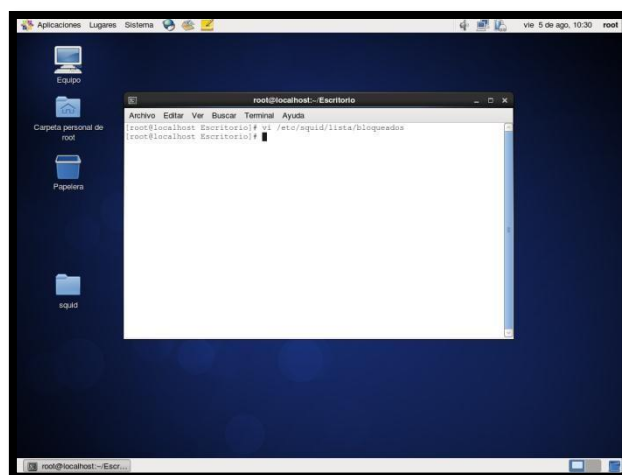 Aplicaciones Lugares Sistema vie 5 de ago, 10:30 root
Equipo
Carpeta personal de
root
Papelera
squid
root@localhost:~/Escritorio
Archivo Editar Ver Buscar Terminal Ayuda
[root@localhost Escritorio]# vi /etc/squid/lista/bloqueados
[root@localhost Escritorio]#
root@localhost:~/Escr...